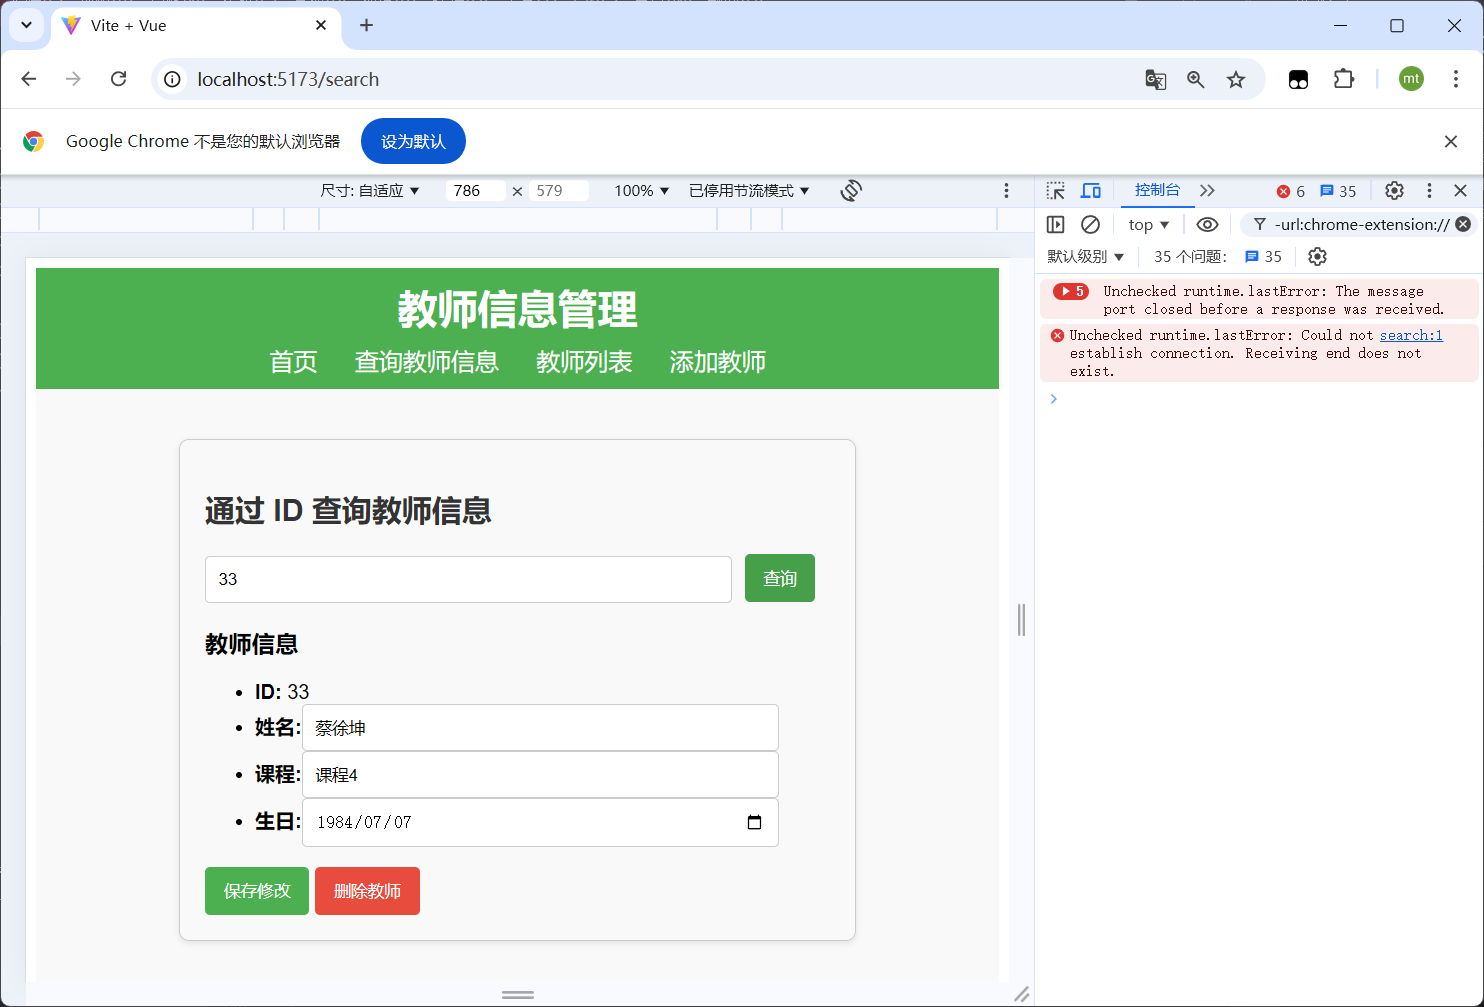 Vite + Vue
localhost:5173/search
mt
Google Chrome 不是您的默认浏览器
设为默认
尺寸: 自适应 ▼ 786 × 579 100% ▼ 已停用节流模式 ▼
控制台 6 35
top ▼ -url:chrome-extension://
默认级别 ▼ 35 个问题: 35
5 Unchecked runtime.lastError: The message
port closed before a response was received.
Unchecked runtime.lastError: Could not search:1
establish connection. Receiving end does not
exist.
教师信息管理
首页 查询教师信息 教师列表 添加教师
通过 ID 查询教师信息
33 查询
教师信息
ID: 33
姓名: 蔡徐坤
课程: 课程4
生日: 1984/07/07
保存修改 删除教师